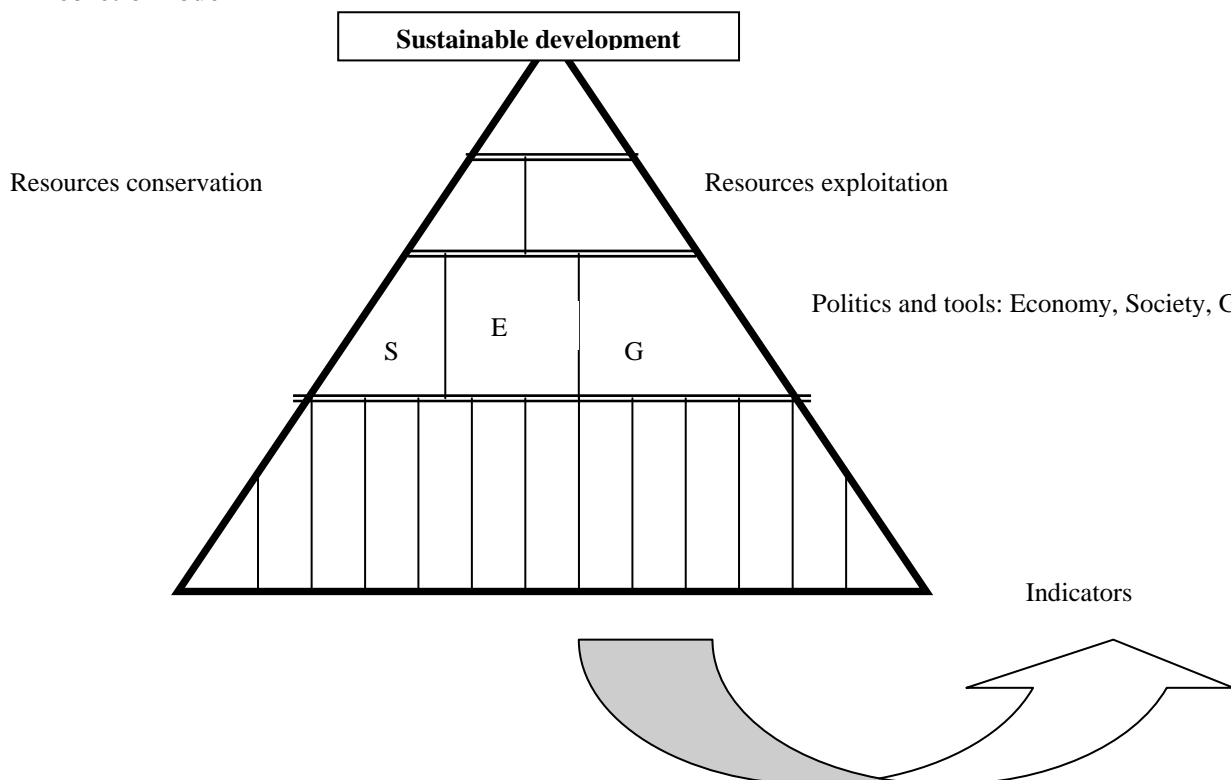 Sustainable development
Resources conservation
Resources exploitation
Politics and tools: Economy, Society, G
E
S
G
Indicators